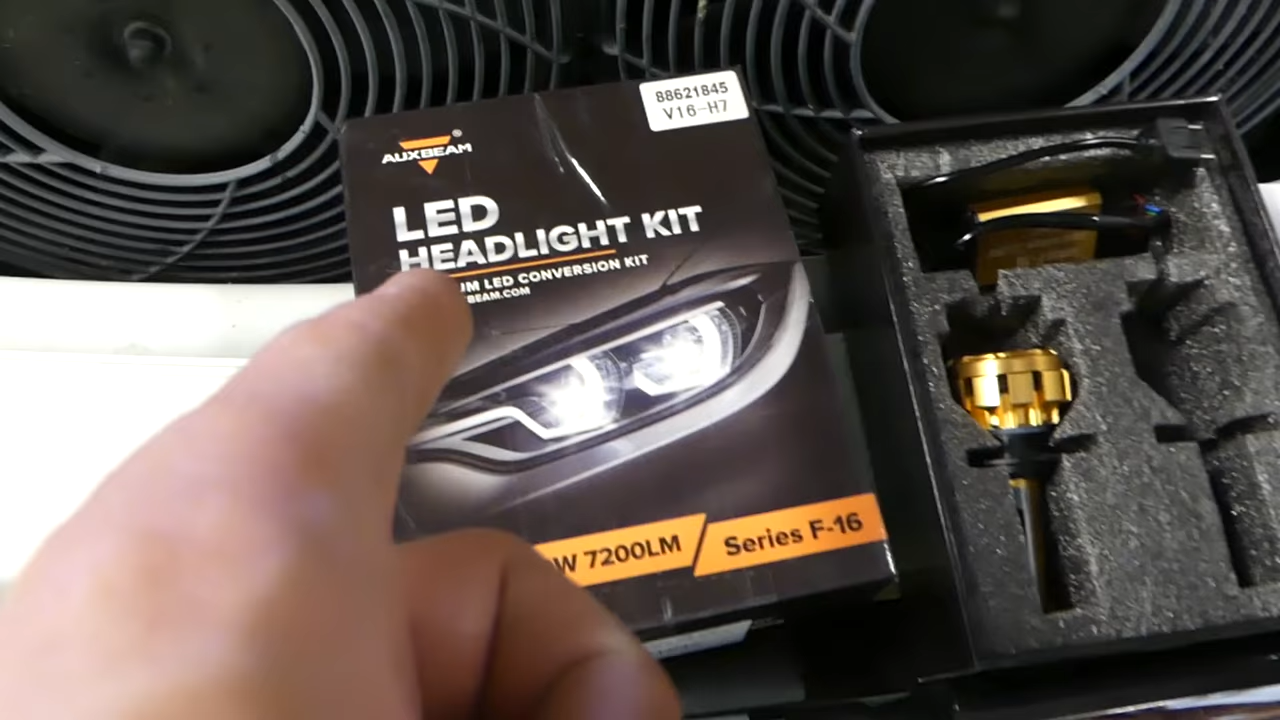 88621845
V16-H7
AUXBEAM®
LED
HEADLIGHT KIT
UM LED CONVERSION KIT
BEAM.COM
W 7200LM
Series F-16